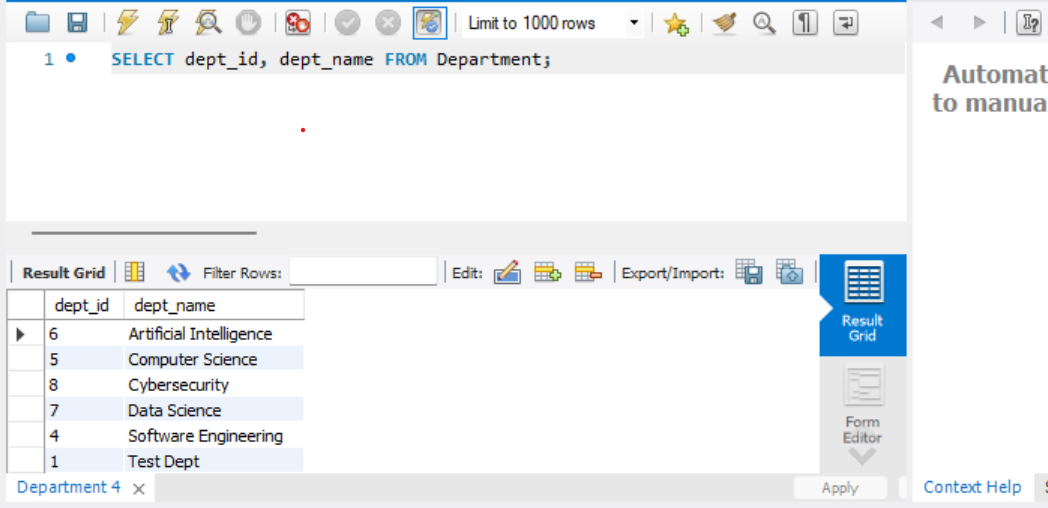 Limit to 1000 rows
1 SELECT dept_id, dept_name FROM Department;
Automat
to manua
Result Grid Filter Rows: Edit: Export/Import:
dept_id dept_name
6 Artificial Intelligence
5 Computer Science
8 Cybersecurity
7 Data Science
4 Software Engineering
1 Test Dept
Result
Grid
Form
Editor
Department 4
Apply
Context Help